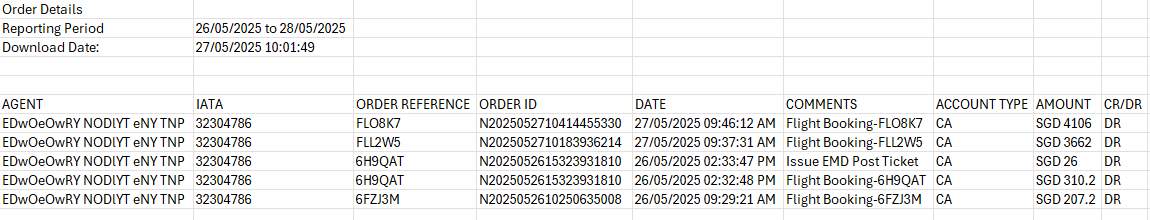 Order Details
Reporting Period 26/05/2025 to 28/05/2025
Download Date: 27/05/2025 10:01:49
AGENT IATA ORDER REFERENCE ORDER ID DATE COMMENTS ACCOUNT TYPE AMOUNT CR/DR
EDwOeOwRY NODlYT eNY TNP 32304786 FLO8K7 N2025052710414455330 27/05/2025 09:46:12 AM Flight Booking-FLO8K7 CA SGD 4106 DR
EDwOeOwRY NODlYT eNY TNP 32304786 FLL2W5 N2025052710183936214 27/05/2025 09:37:31 AM Flight Booking-FLL2W5 CA SGD 3662 DR
EDwOeOwRY NODlYT eNY TNP 32304786 6H9QAT N2025052615323931810 26/05/2025 02:33:47 PM Issue EMD Post Ticket CA SGD 26 DR
EDwOeOwRY NODlYT eNY TNP 32304786 6H9QAT N2025052615323931810 26/05/2025 02:32:48 PM Flight Booking-6H9QAT CA SGD 310.2 DR
EDwOeOwRY NODlYT eNY TNP 32304786 6FZJ3M N2025052610250635008 26/05/2025 09:29:21 AM Flight Booking-6FZJ3M CA SGD 207.2 DR